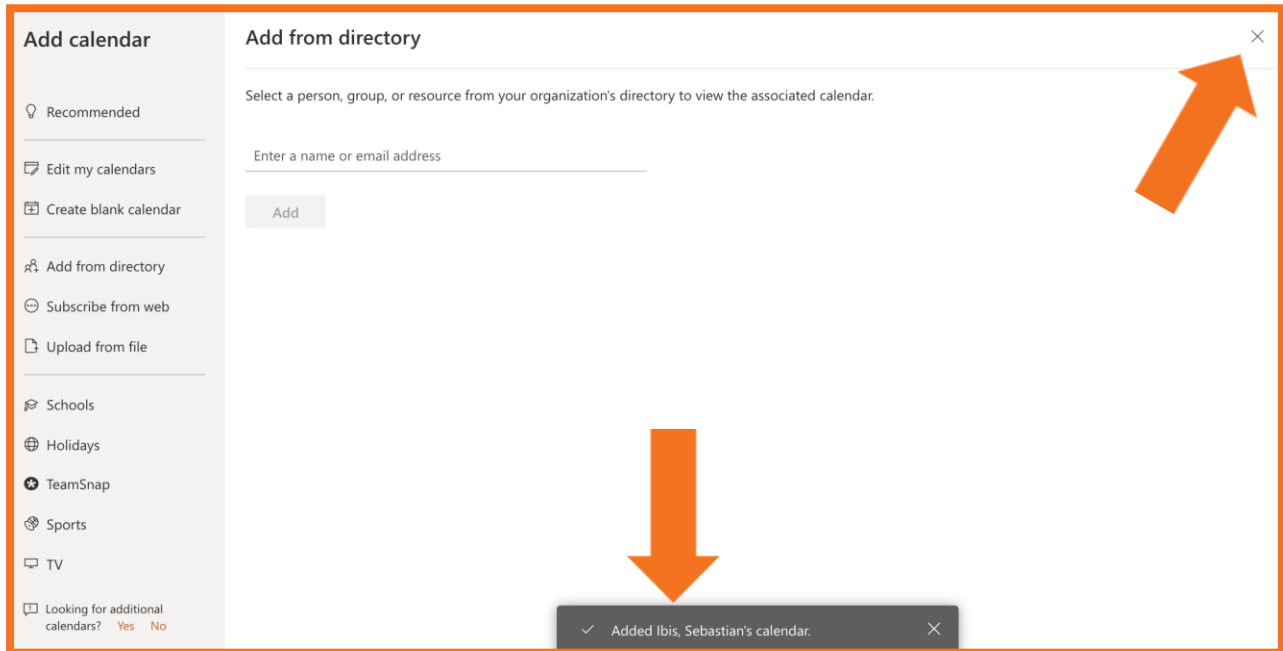 Add calendar
Recommended
Edit my calendars
Create blank calendar
Add from directory
Subscribe from web
Upload from file
Schools
Holidays
TeamSnap
Sports
TV
Looking for additional
calendars? Yes No
Add from directory
Select a person, group, or resource from your organization's directory to view the associated calendar.
Enter a name or email address
Add
Added Ibis, Sebastian's calendar.